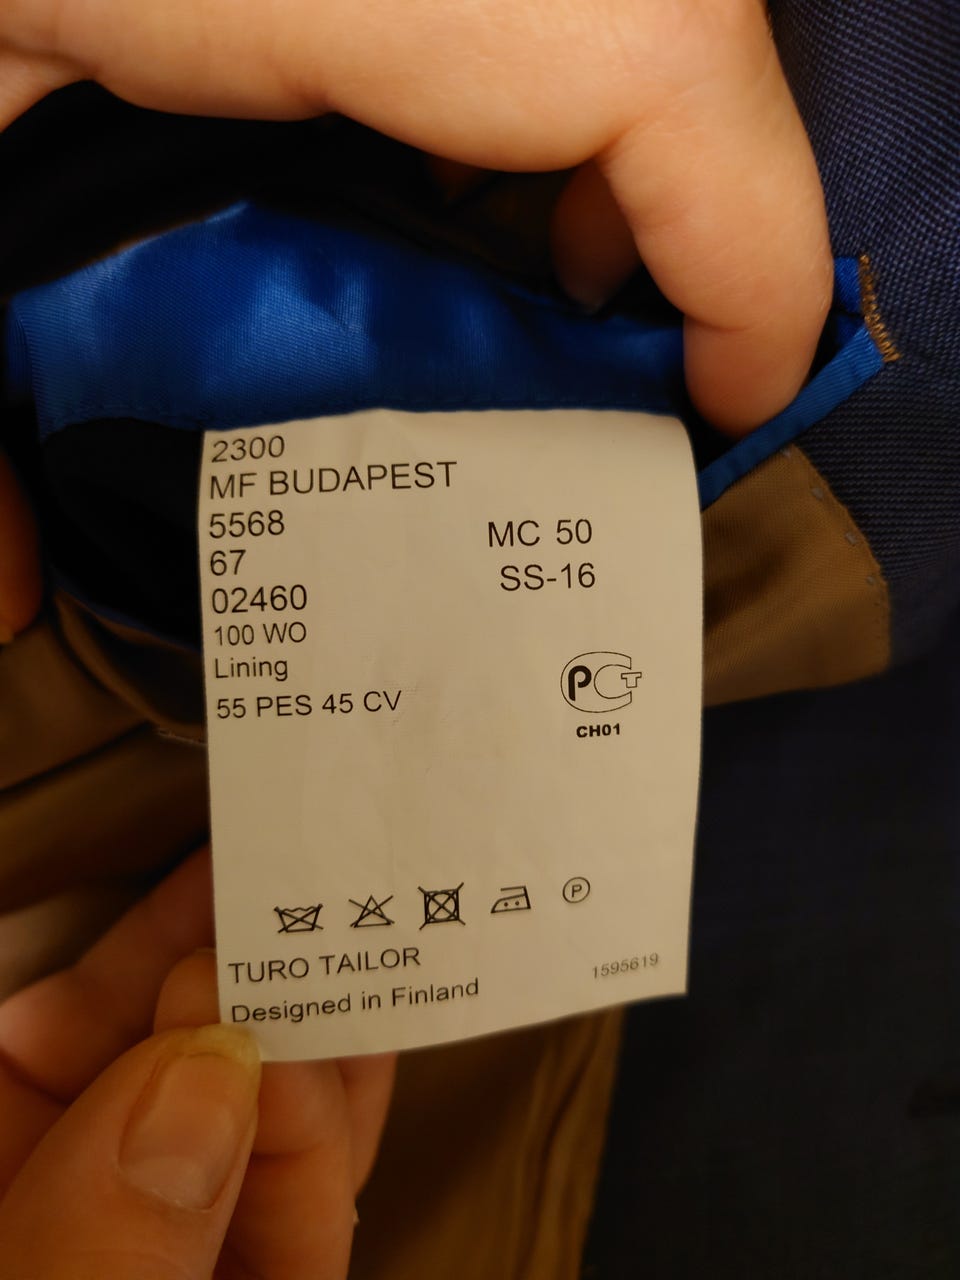 2300
MF BUDAPEST
5568
MC 50
67
SS-16
02460
100 WO
Lining
55 PES 45 CV
PCT
CH01
P
TURO TAILOR
1595619
Designed in Finland